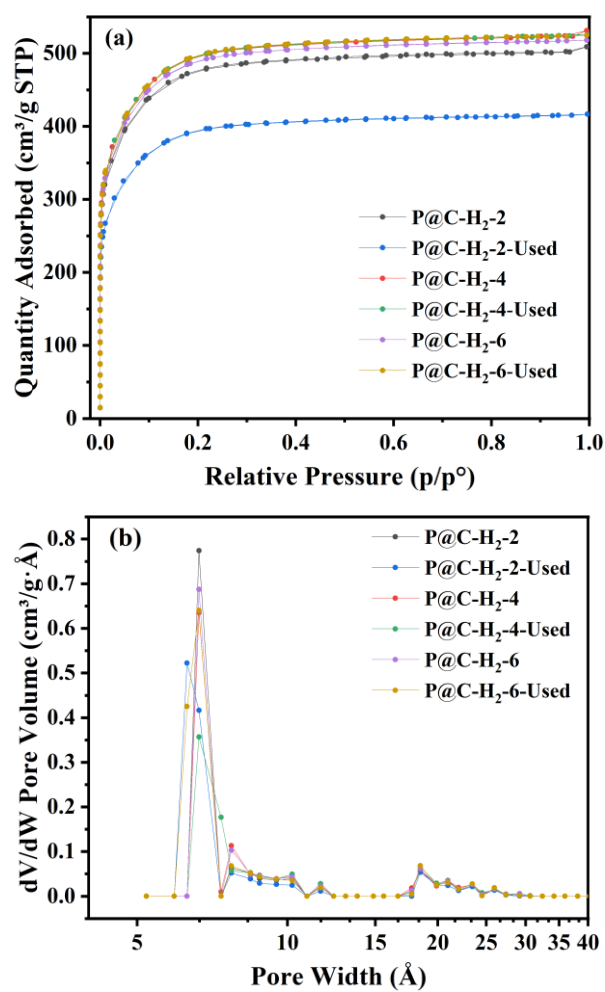 (a)
Quantity Adsorbed (cm³/g STP)
500
400
300
200
100
0
P@C-H₂-2
P@C-H₂-2-Used
P@C-H₂-4
P@C-H₂-4-Used
P@C-H₂-6
P@C-H₂-6-Used
0.0 0.2 0.4 0.6 0.8 1.0
Relative Pressure (p/p°)
(b)
dV/dW Pore Volume (cm³/g·Å)
0.8
0.7
0.6
0.5
0.4
0.3
0.2
0.1
0.0
P@C-H₂-2
P@C-H₂-2-Used
P@C-H₂-4
P@C-H₂-4-Used
P@C-H₂-6
P@C-H₂-6-Used
5 10 15 20 25 30 35 40
Pore Width (Å)